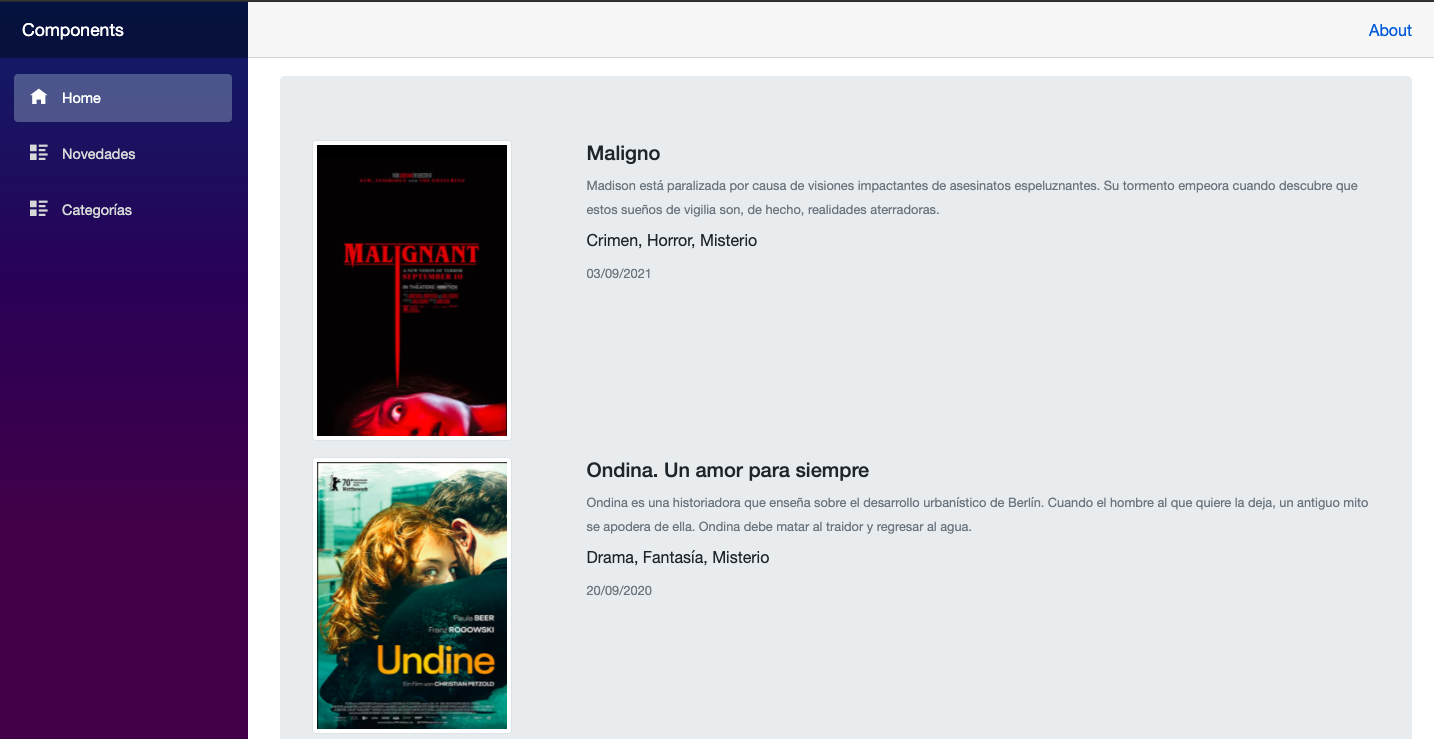 Components
About
Home
Novedades
Categorías
MALIGNANT
A NEW VISION OF TERROR
SEPTEMBER 10
IN THEATERS HBOMAX
Maligno
Madison está paralizada por causa de visiones impactantes de asesinatos espeluznantes. Su tormento empeora cuando descubre que
estos sueños de vigilia son, de hecho, realidades aterradoras.
Crimen, Horror, Misterio
03/09/2021
70
Wettbewerb
Paula BEER
Franz ROGOWSKI
Undine
Ein Film von CHRISTIAN PETZOLD
Ondina. Un amor para siempre
Ondina es una historiadora que enseña sobre el desarrollo urbanístico de Berlín. Cuando el hombre al que quiere la deja, un antiguo mito
se apodera de ella. Ondina debe matar al traidor y regresar al agua.
Drama, Fantasía, Misterio
20/09/2020